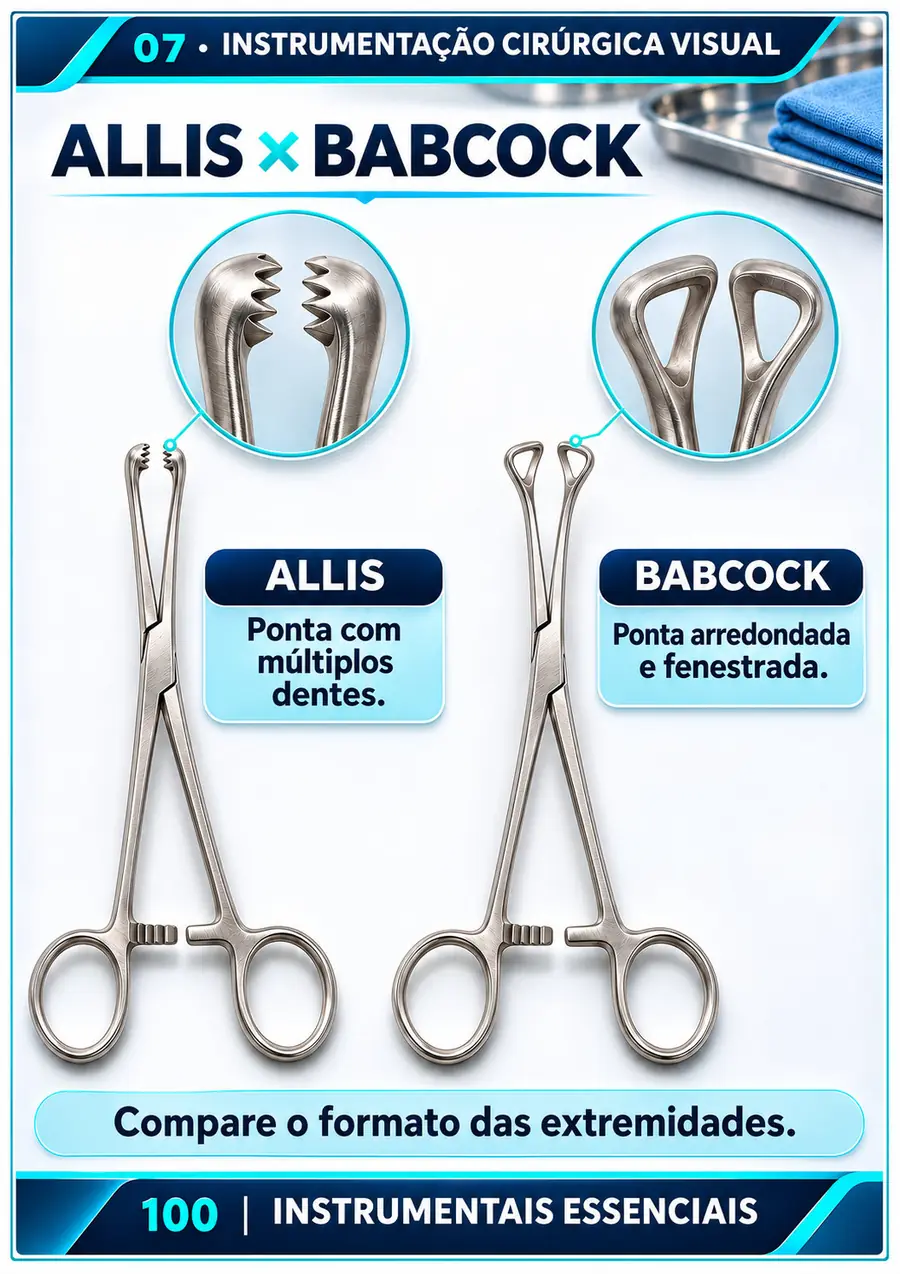 07 • INSTRUMENTAÇÃO CIRÚRGICA VISUAL
ALLIS × BABCOCK
ALLIS
Ponta com
múltiplos
dentes.
BABCOCK
Ponta arredondada
e fenestrada.
Compare o formato das extremidades.
100 | INSTRUMENTAIS ESSENCIAIS